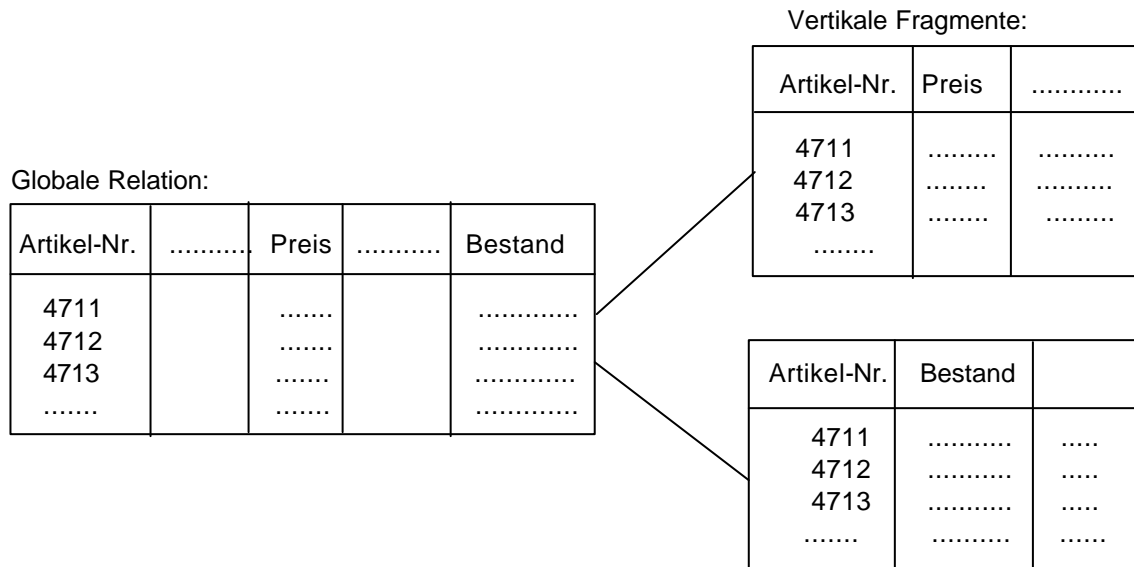 Vertikale Fragmente:
Artikel-Nr. Preis ............
4711 ......... ..........
4712 ........ ..........
4713 ........ .........
........
Globale Relation:
Artikel-Nr. ........... Preis ........... Bestand
4711 ....... .............
4712 ....... .............
4713 ....... .............
....... ....... .............
Artikel-Nr. Bestand
4711 ........... .....
4712 ........... .....
4713 ........... .....
....... .......... ......